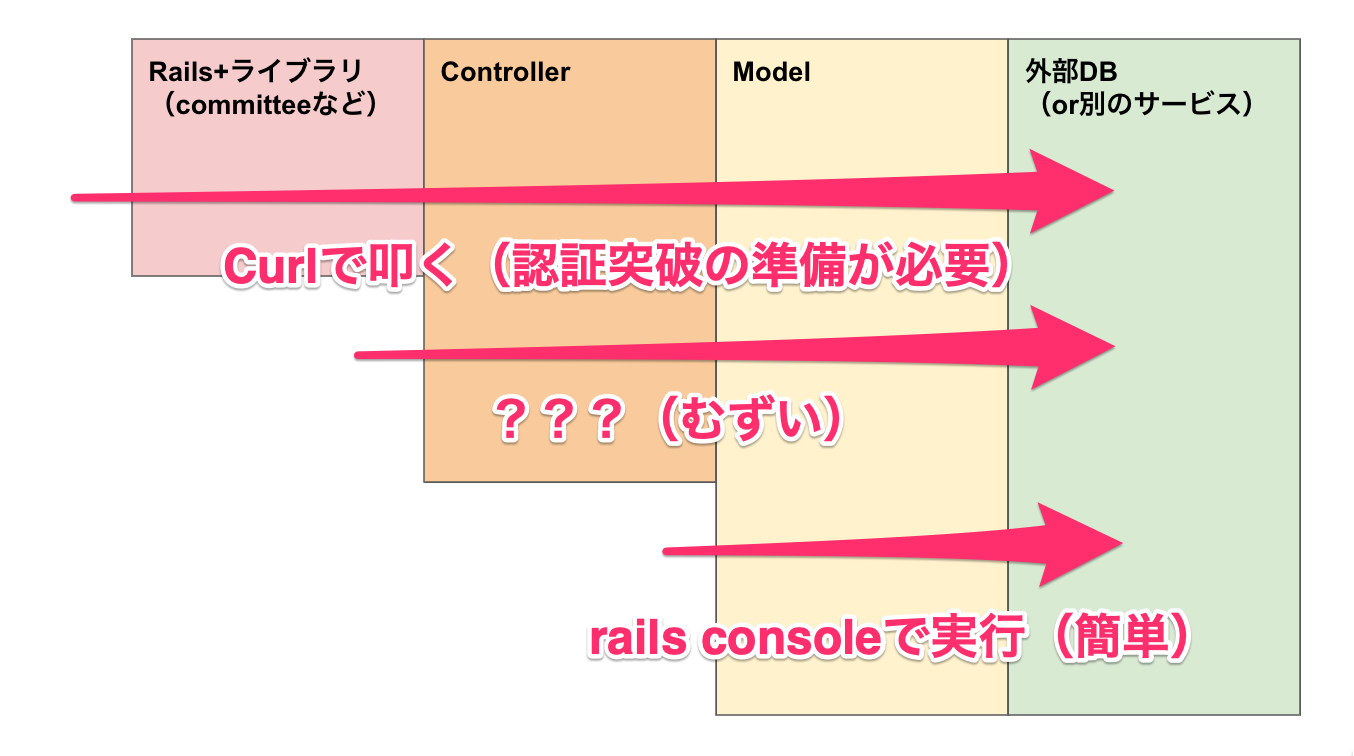 Rails+ライブラリ
（committeeなど）
Controller
Model
外部DB
（or別のサービス）
Curlで叩く（認証突破の準備が必要）
？？？（むずい）
rails consoleで実行（簡単）